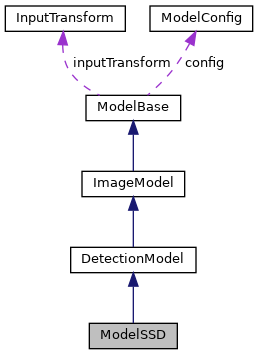 InputTransform
ModelConfig
inputTransform
config
ModelBase
ImageModel
DetectionModel
ModelSSD